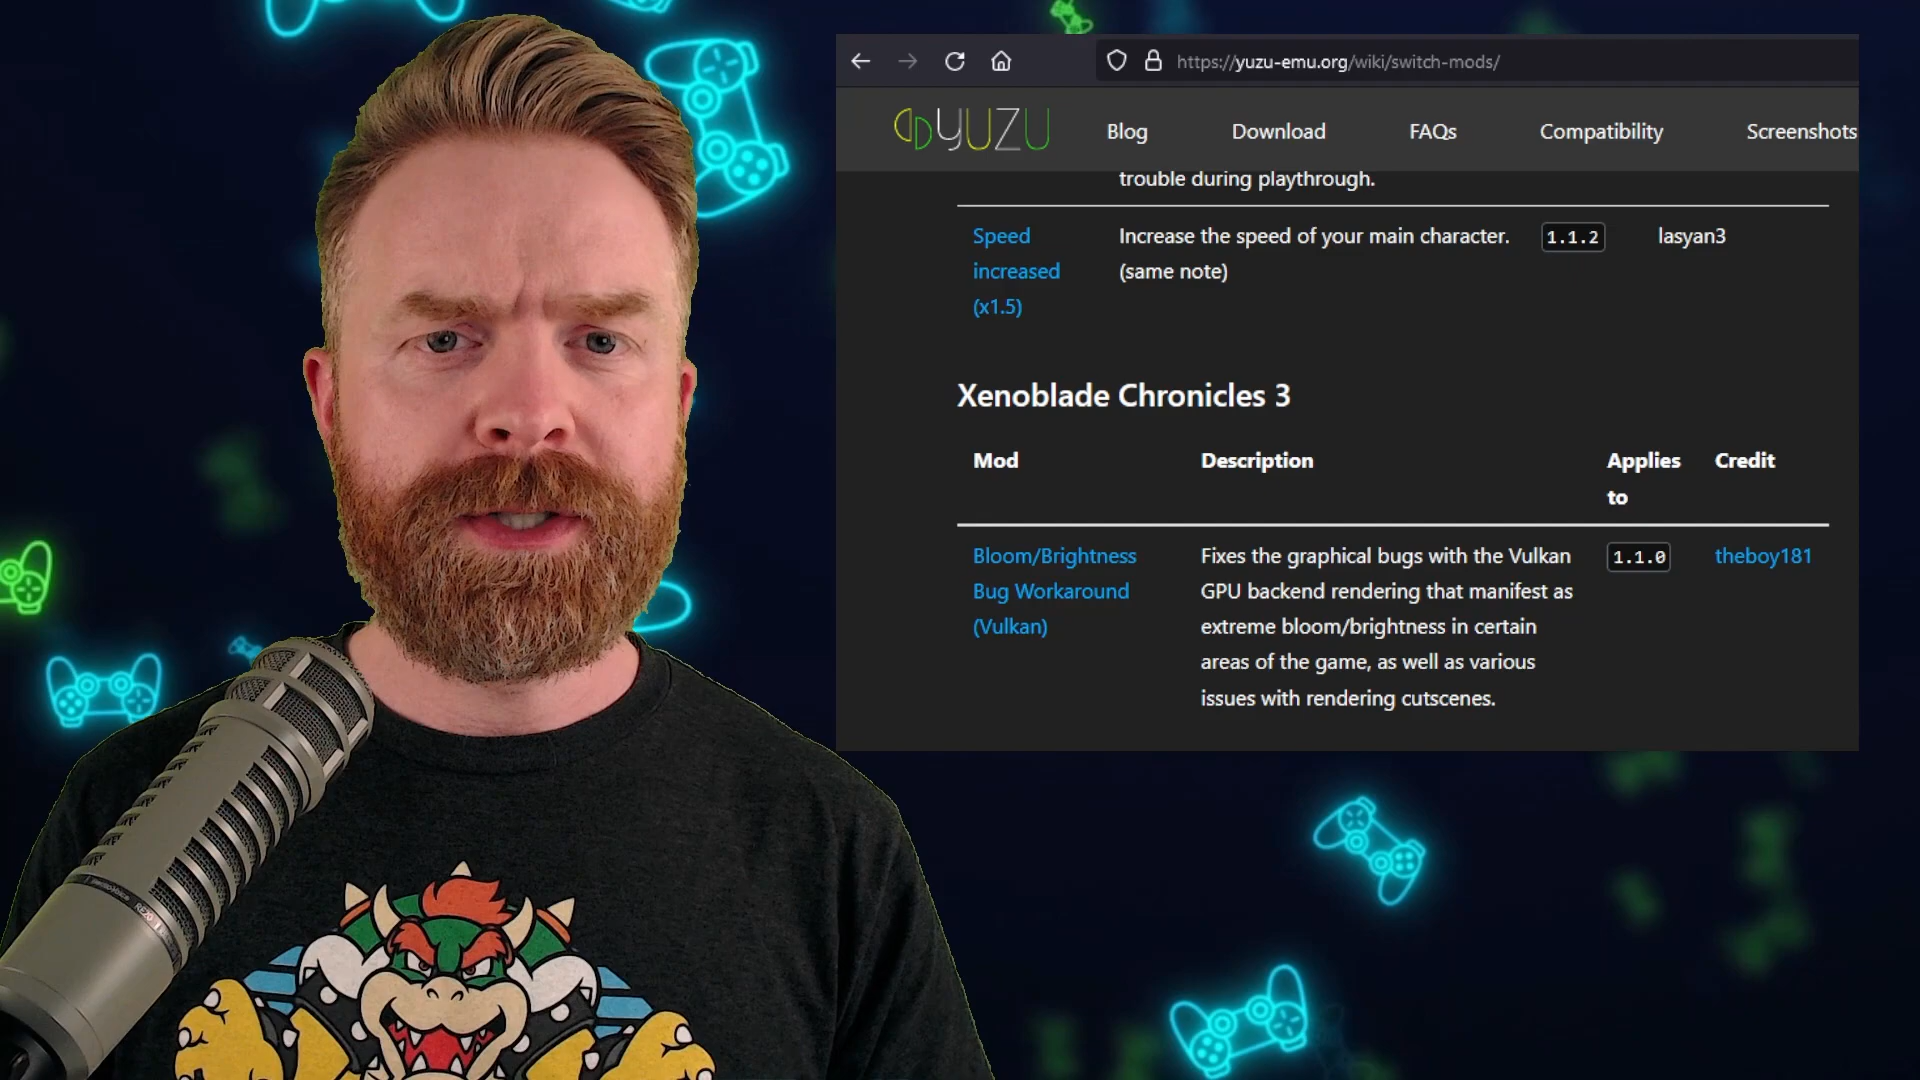 https://yuzu-emu.org/wiki/switch-mods/
YUZU Blog Download FAQs Compatibility Screenshots
trouble during playthrough.
Speed
increased
(x1.5)
Increase the speed of your main character.
(same note)
1.1.2
lasyan3
Xenoblade Chronicles 3
Mod
Description
Applies
to
Credit
Bloom/Brightness
Bug Workaround
(Vulkan)
Fixes the graphical bugs with the Vulkan
GPU backend rendering that manifest as
extreme bloom/brightness in certain
areas of the game, as well as various
issues with rendering cutscenes.
1.1.0
theboy181
RE20